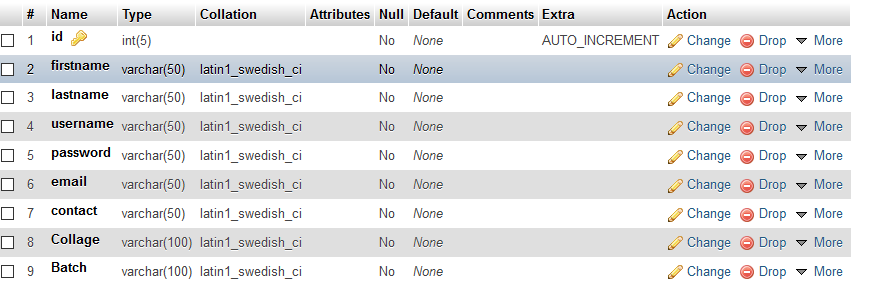 # Name Type Collation Attributes Null Default Comments Extra Action
1 id int(5) No None AUTO_INCREMENT Change Drop More
2 firstname varchar(50) latin1_swedish_ci No None Change Drop More
3 lastname varchar(50) latin1_swedish_ci No None Change Drop More
4 username varchar(50) latin1_swedish_ci No None Change Drop More
5 password varchar(50) latin1_swedish_ci No None Change Drop More
6 email varchar(50) latin1_swedish_ci No None Change Drop More
7 contact varchar(50) latin1_swedish_ci No None Change Drop More
8 Collage varchar(100) latin1_swedish_ci No None Change Drop More
9 Batch varchar(100) latin1_swedish_ci No None Change Drop More